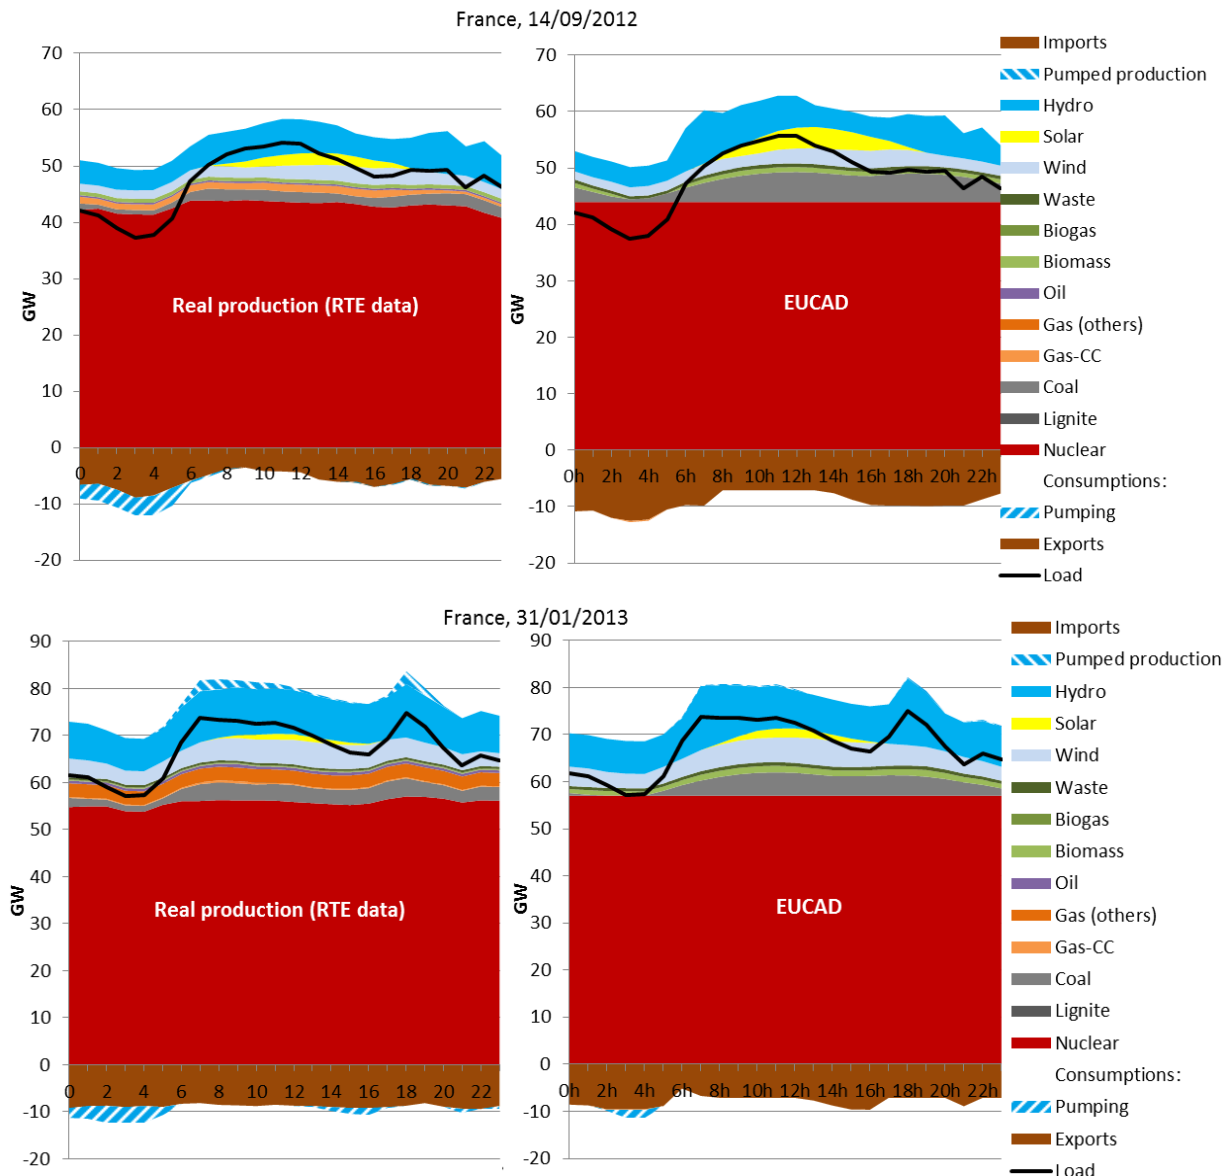 France, 14/09/2012
70
60
50
40
30
20
10
0
-10
-20
GW
0 2 4 6 8 10 12 14 16 18 20 22
Real production (RTE data)
70
60
50
40
30
20
10
0
-10
-20
GW
0h 2h 4h 6h 8h 10h 12h 14h 16h 18h 20h 22h
EUCAD
Imports
Pumped production
Hydro
Solar
Wind
Waste
Biogas
Biomass
Oil
Gas (others)
Gas-CC
Coal
Lignite
Nuclear
Consumptions:
Pumping
Exports
Load
France, 31/01/2013
90
80
70
60
50
40
30
20
10
0
-10
-20
GW
0 2 4 6 8 10 12 14 16 18 20 22
Real production (RTE data)
90
80
70
60
50
40
30
20
10
0
-10
-20
GW
0h 2h 4h 6h 8h 10h 12h 14h 16h 18h 20h 22h
EUCAD
Imports
Pumped production
Hydro
Solar
Wind
Waste
Biogas
Biomass
Oil
Gas (others)
Gas-CC
Coal
Lignite
Nuclear
Consumptions:
Pumping
Exports
Load